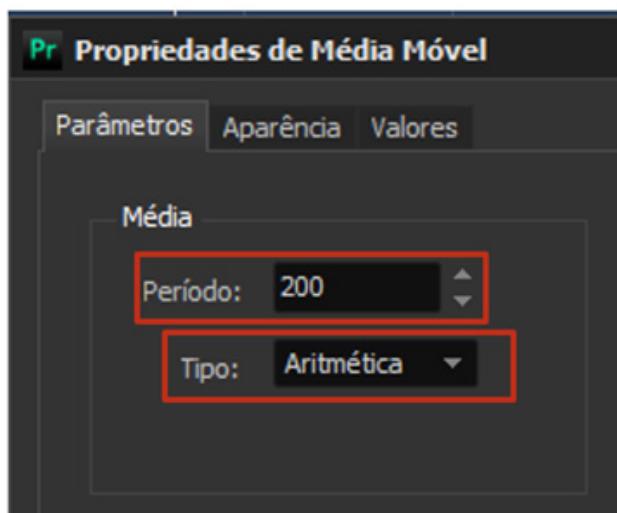 Pr Propriedades de Média Móvel
Parâmetros Aparência Valores
Média
Período: 200
Tipo: Aritmética